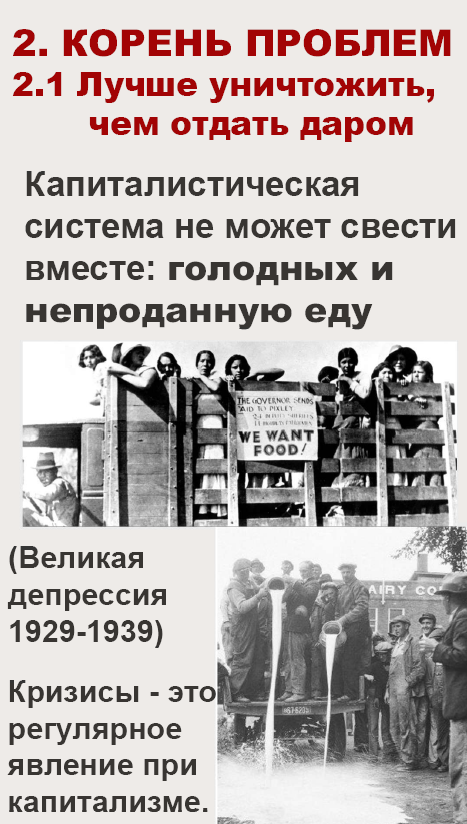 2. КОРЕНЬ ПРОБЛЕМ
2.1 Лучше уничтожить,
чем отдать даром
Капиталистическая
система не может свести
вместе: голодных и
непроданную еду
THE GOVERNOR SENDS
AID TO PIXLEY
WE WANT
FOOD!
(Великая
депрессия
1929-1939)
AIRY CO
Кризисы - это
регулярное
явление при
капитализме.